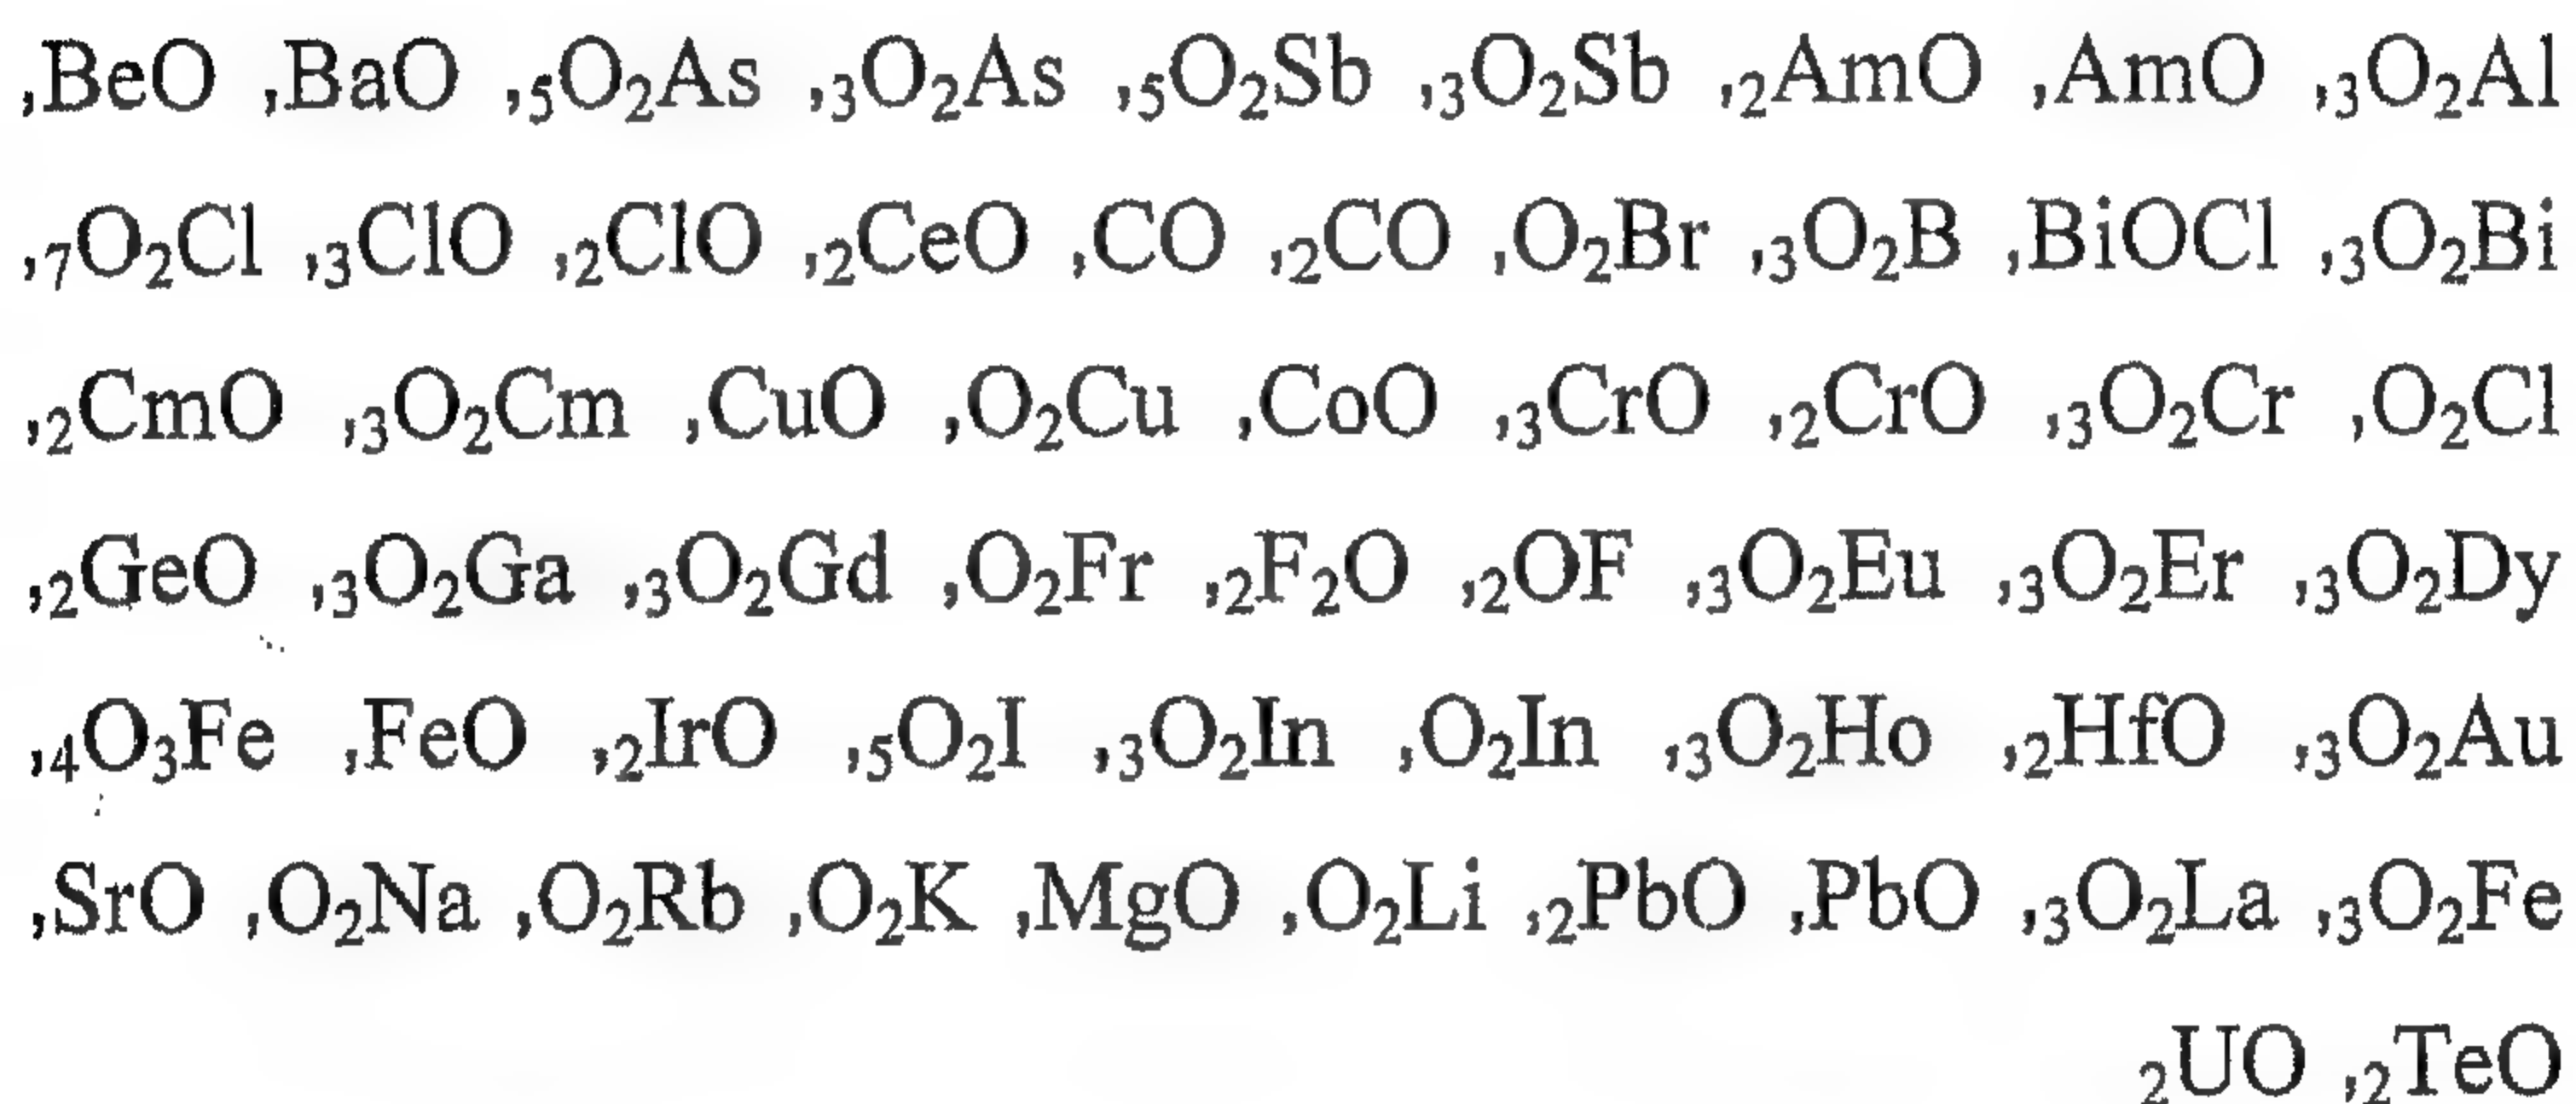 ,BeO ,BaO ,₅O₂As ,₃O₂As ,₅O₂Sb ,₃O₂Sb ,₂AmO ,AmO ,₃O₂Al
,₇O₂Cl ,₃ClO ,₂ClO ,₂CeO ,CO ,₂CO ,O₂Br ,₃O₂B ,BiOCl ,₃O₂Bi
,₂CmO ,₃O₂Cm ,CuO ,O₂Cu ,CoO ,₃CrO ,₂CrO ,₃O₂Cr ,O₂Cl
,₂GeO ,₃O₂Ga ,₃O₂Gd ,O₂Fr ,₂F₂O ,₂OF ,₃O₂Eu ,₃O₂Er ,₃O₂Dy
,₄O₃Fe ,FeO ,₂IrO ,₅O₂I ,₃O₂In ,O₂In ,₃O₂Ho ,₂HfO ,₃O₂Au
,SrO ,O₂Na ,O₂Rb ,O₂K ,MgO ,O₂Li ,₂PbO ,PbO ,₃O₂La ,₃O₂Fe
₂UO ,₂TeO